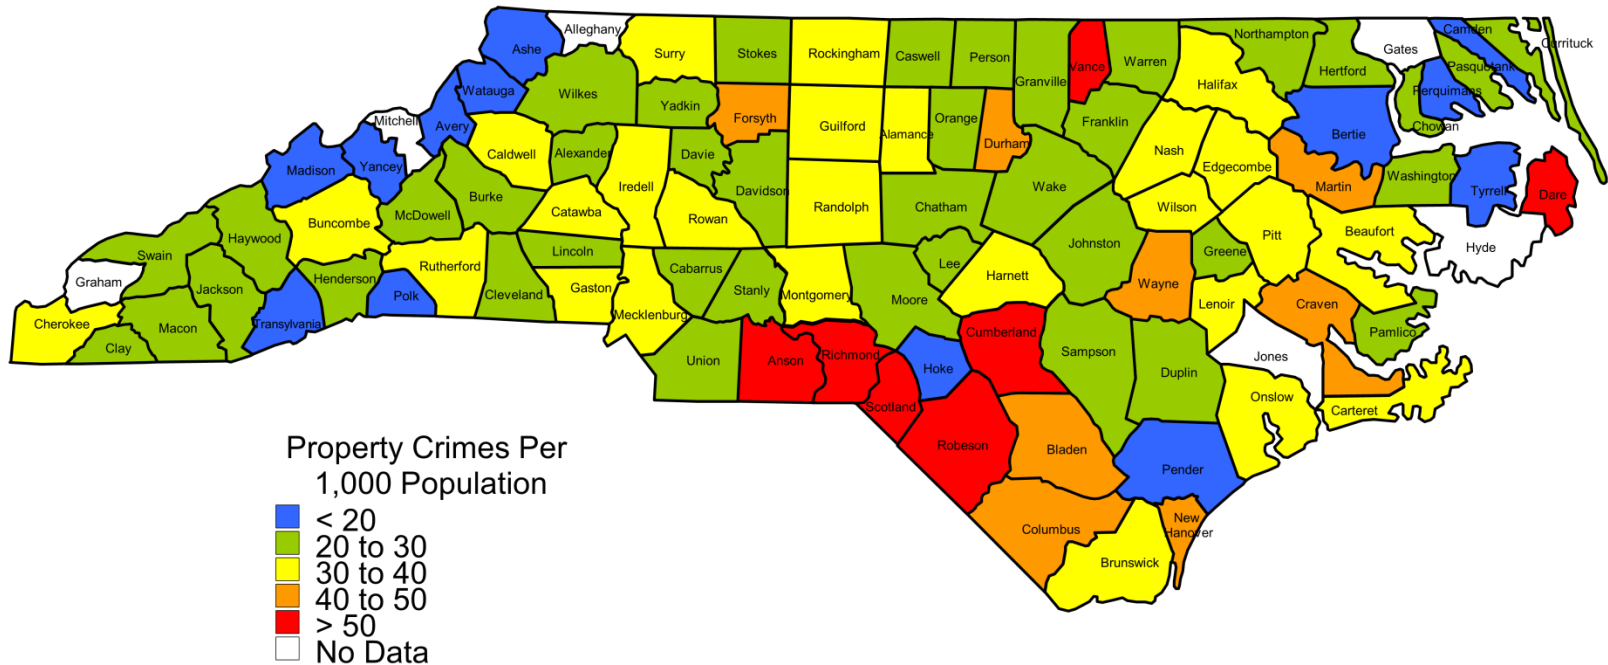 Alleghany
Ashe
Surry
Stokes
Rockingham
Caswell
Person
Granville
Vance
Warren
Northampton
Hertford
Gates
Camden
Currituck
Pasquotank
Perquimans
Chowan
Watauga
Wilkes
Yadkin
Forsyth
Guilford
Alamance
Orange
Durham
Franklin
Halifax
Bertie
Mitchell
Avery
Caldwell
Alexander
Davie
Iredell
Davidson
Randolph
Chatham
Wake
Nash
Edgecombe
Martin
Washington
Tyrrell
Dare
Madison
Yancey
Buncombe
McDowell
Burke
Catawba
Rowan
Wilson
Pitt
Beaufort
Hyde
Swain
Haywood
Graham
Jackson
Henderson
Rutherford
Polk
Cleveland
Lincoln
Gaston
Mecklenburg
Cabarrus
Stanly
Montgomery
Moore
Lee
Harnett
Johnston
Wayne
Greene
Lenoir
Craven
Pamlico
Cherokee
Clay
Macon
Transylvania
Union
Anson
Richmond
Scotland
Hoke
Cumberland
Sampson
Duplin
Jones
Onslow
Carteret
Robeson
Bladen
Pender
Columbus
Brunswick
New
Hanover
Property Crimes Per
1,000 Population
< 20
20 to 30
30 to 40
40 to 50
> 50
No Data